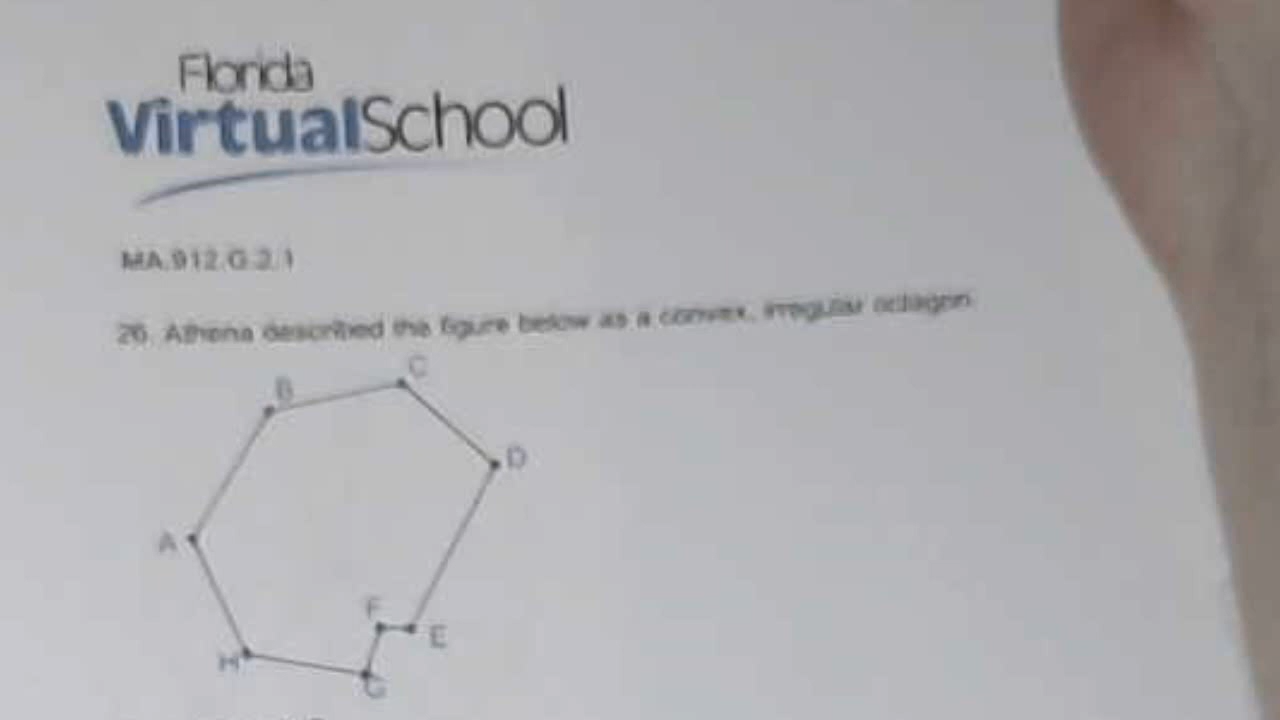 Florida
VirtualSchool
MA.912.G.2.1
26. Athena described the figure below as a convex, irregular octagon.
C
B
D
A
F
E
H
G